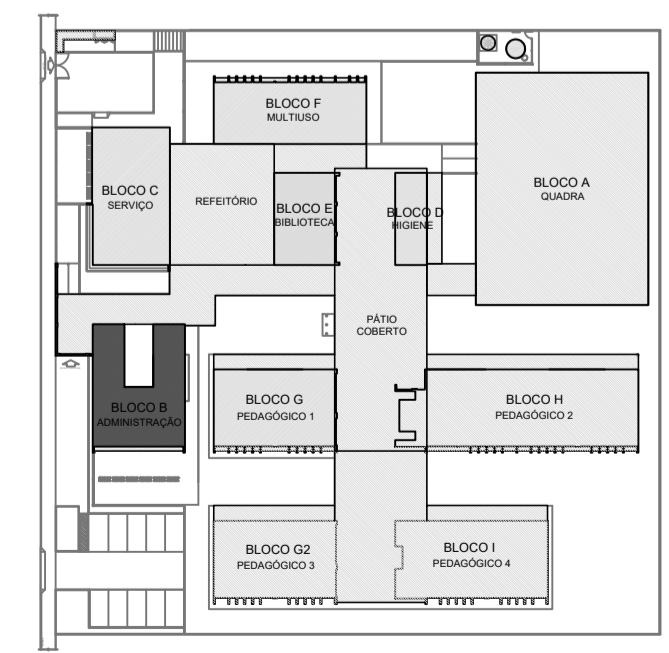 BLOCO F
MULTIUSO
BLOCO C
SERVIÇO
REFEITÓRIO
BLOCO E
BIBLIOTECA
BLOCO D
HIGIENE
BLOCO A
QUADRA
PÁTIO
COBERTO
BLOCO B
ADMINISTRAÇÃO
BLOCO G
PEDAGÓGICO 1
BLOCO H
PEDAGÓGICO 2
BLOCO G2
PEDAGÓGICO 3
BLOCO I
PEDAGÓGICO 4